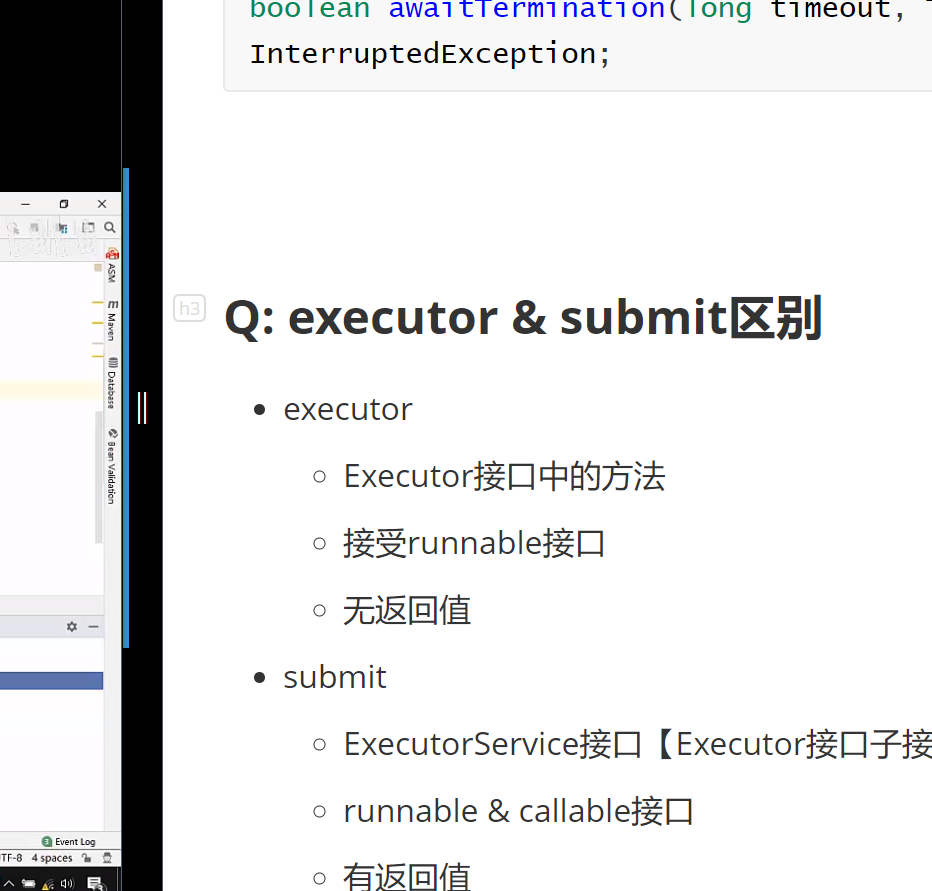 boolean awaitTermination(long timeout,
InterruptedException;
h3
Q: executor & submit区别
executor
Executor接口中的方法
接受runnable接口
无返回值
submit
ExecutorService接口【Executor接口子接
runnable & callable接口
有返回值
ASM
Maven
Database
Bean Validation
3 Event Log
TF-8 4 spaces
3